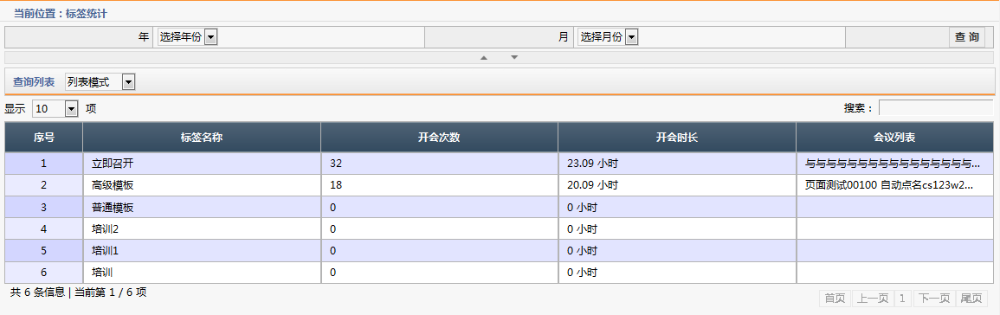 当前位置：标签统计
年 选择年份 月 选择月份 查 询
查询列表 列表模式
显示 10 项 搜索：
序号 标签名称 开会次数 开会时长 会议列表
1 立即召开 32 23.09 小时 与与与与与与与与与与与与与与与与...
2 高级模板 18 20.09 小时 页面测试00100 自动点名cs123w2...
3 普通模板 0 0 小时
4 培训2 0 0 小时
5 培训1 0 0 小时
6 培训 0 0 小时
共 6 条信息 | 当前第 1 / 6 项
首页 上一页 1 下一页 尾页